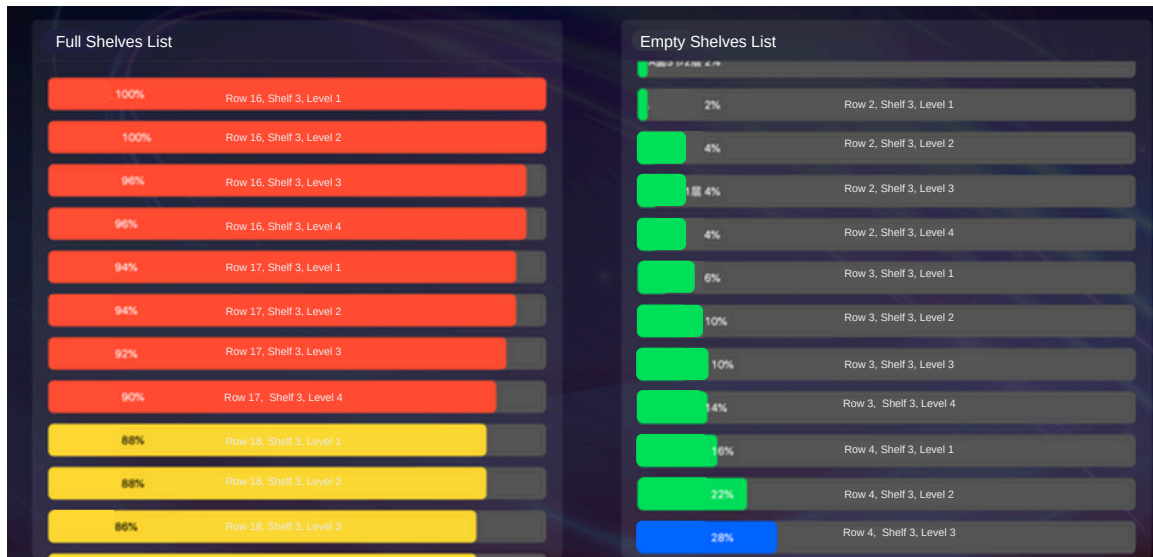 Full Shelves List
100% Row 16, Shelf 3, Level 1
100% Row 16, Shelf 3, Level 2
96% Row 16, Shelf 3, Level 3
96% Row 16, Shelf 3, Level 4
94% Row 17, Shelf 3, Level 1
94% Row 17, Shelf 3, Level 2
92% Row 17, Shelf 3, Level 3
90% Row 17, Shelf 3, Level 4
88% Row 18, Shelf 3, Level 1
88% Row 18, Shelf 3, Level 2
86% Row 18, Shelf 3, Level 3
Empty Shelves List
2%
2% Row 2, Shelf 3, Level 1
4% Row 2, Shelf 3, Level 2
1层 4% Row 2, Shelf 3, Level 3
4% Row 2, Shelf 3, Level 4
6% Row 3, Shelf 3, Level 1
10% Row 3, Shelf 3, Level 2
10% Row 3, Shelf 3, Level 3
14% Row 3, Shelf 3, Level 4
16% Row 4, Shelf 3, Level 1
22% Row 4, Shelf 3, Level 2
28% Row 4, Shelf 3, Level 3